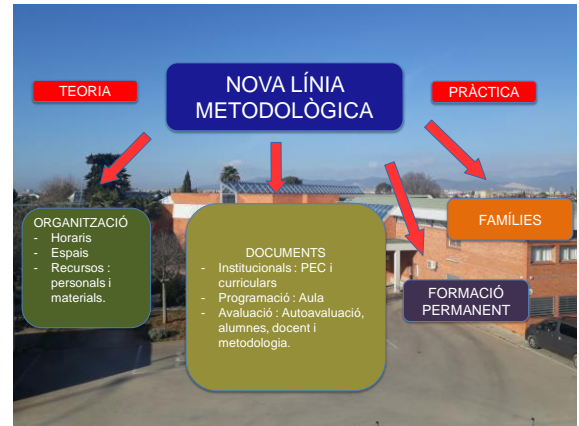 TEORIA
NOVA LÍNIA
METODOLÒGICA
PRÀCTICA
ORGANITZACIÓ
- Horaris
- Espais
- Recursos :
personals i
materials.
DOCUMENTS
- Institucionals : PEC i
curriculars
- Programació : Aula
- Avaluació : Autoavaluació,
alumnes, docent i
metodologia.
FAMÍLIES
FORMACIÓ
PERMANENT